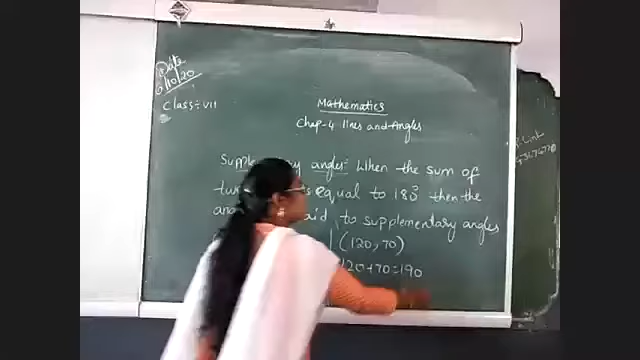 Date
6/10/20
Class:- VII
Mathematics
Chap-4 lines and Angles
Supplementary angles:- When the sum of
equal to 180° then the
said to supplementary angles
(120, 70)
120+70=190